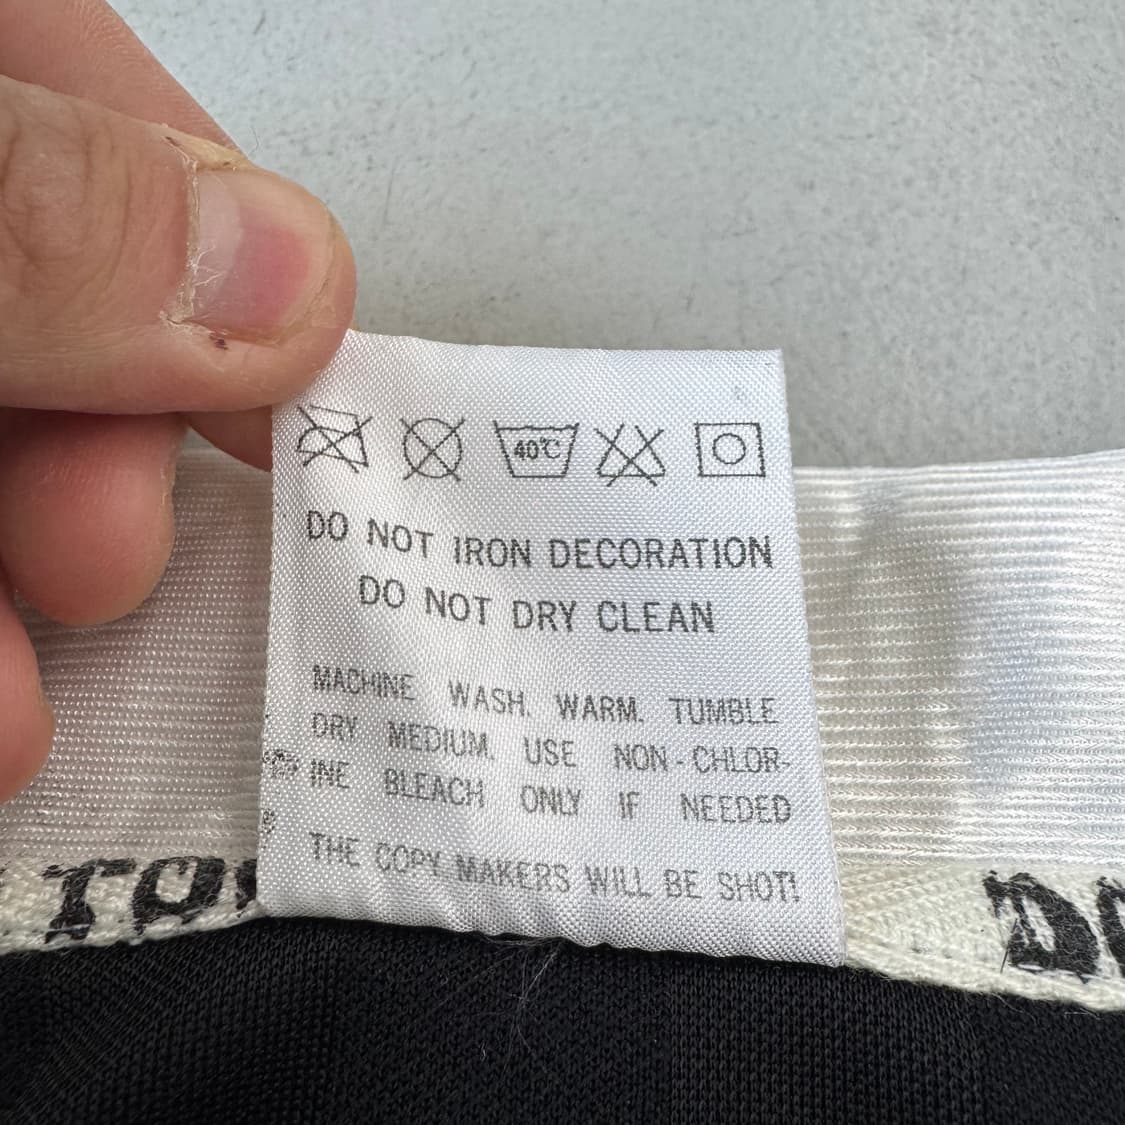 40℃
DO NOT IRON DECORATION
DO NOT DRY CLEAN
MACHINE WASH. WARM. TUMBLE
DRY MEDIUM. USE NON-CHLOR-
INE BLEACH ONLY IF NEEDED
THE COPY MAKERS WILL BE SHOT!